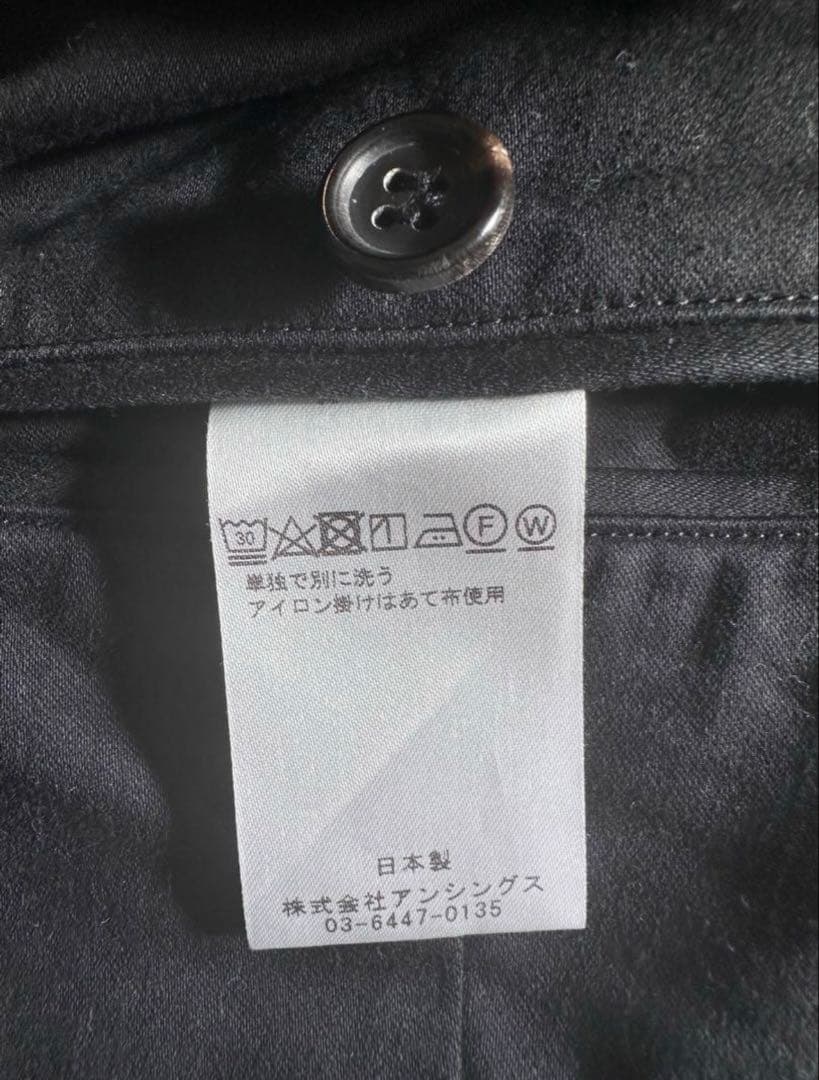 30 F W
単独で別に洗う
アイロン掛けはあて布使用
日本製
株式会社アンシングス
03-6447-0135